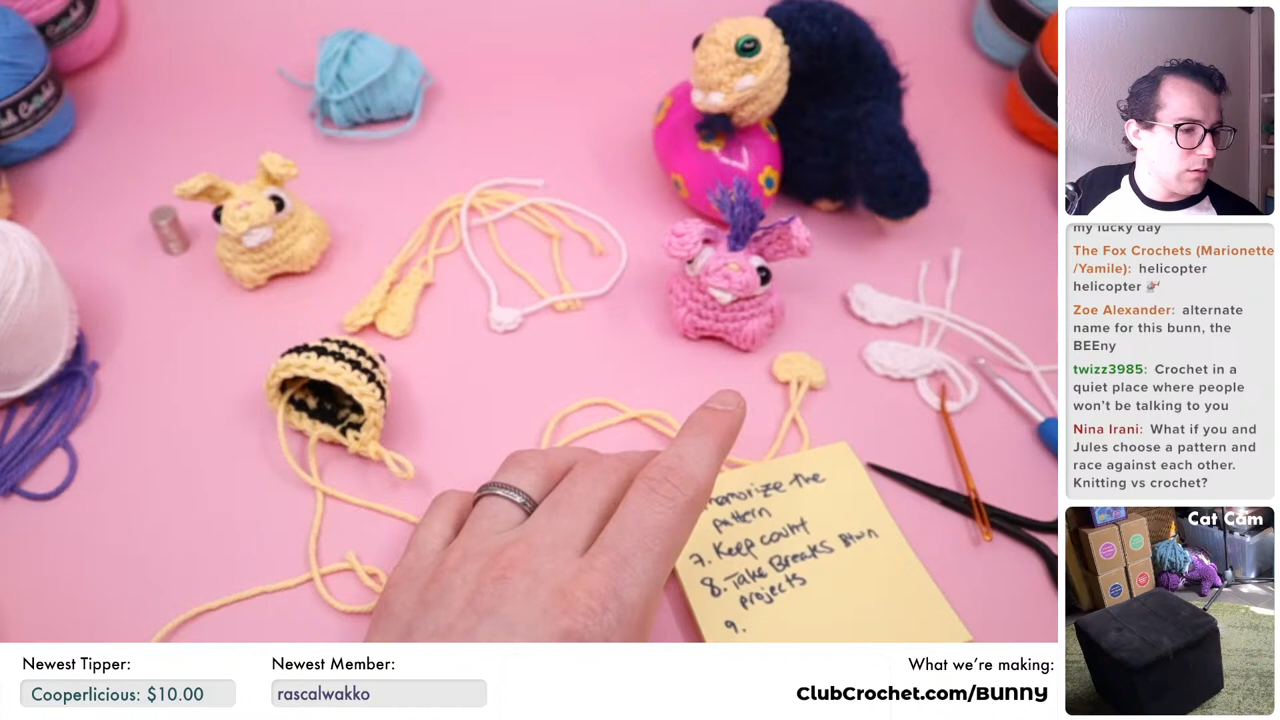 memorize the
pattern
7. Keep count
8. Take Breaks btwn
projects
9.
my lucky day
The Fox Crochets (Marionette
/Yamile): helicopter
helicopter
Zoe Alexander: alternate
name for this bunn, the
BEEny
twizz3985: Crochet in a
quiet place where people
won't be talking to you
Nina Irani: What if you and
Jules choose a pattern and
race against each other.
Knitting vs crochet?
Cat Cam
Newest Tipper:
Cooperlicious: $10.00
Newest Member:
rascalwakko
What we're making:
ClubCrochet.com/BUNNY